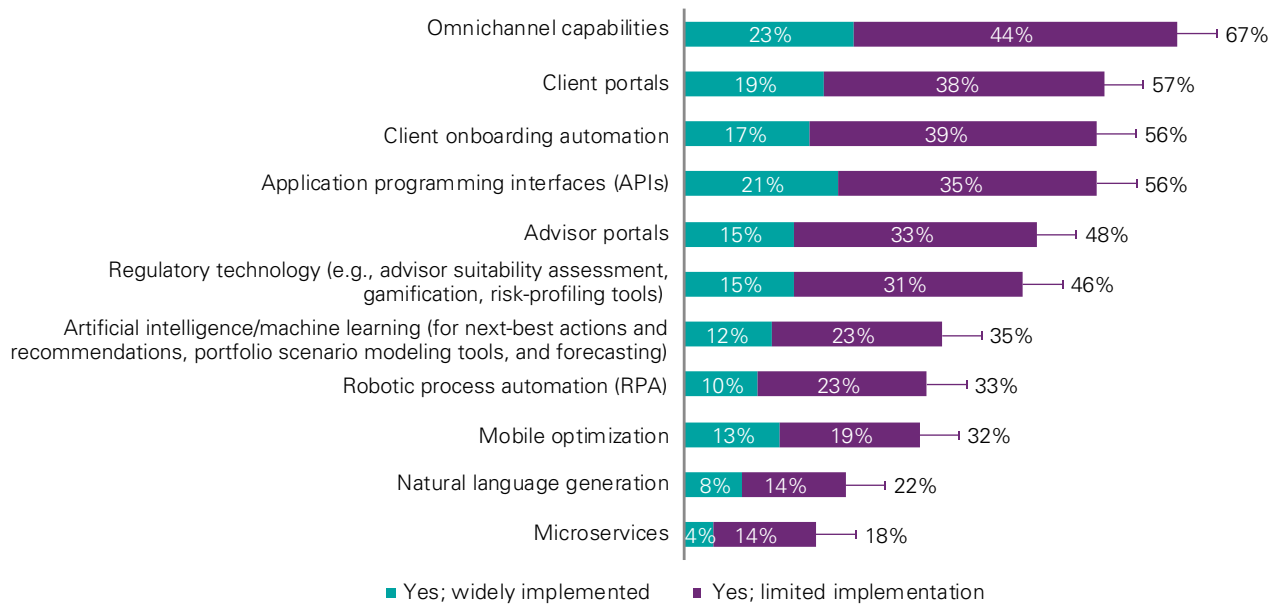 Omnichannel capabilities 23% 44% 67%
Client portals 19% 38% 57%
Client onboarding automation 17% 39% 56%
Application programming interfaces (APIs) 21% 35% 56%
Advisor portals 15% 33% 48%
Regulatory technology (e.g., advisor suitability assessment,
gamification, risk-profiling tools) 15% 31% 46%
Artificial intelligence/machine learning (for next-best actions and
recommendations, portfolio scenario modeling tools, and forecasting) 12% 23% 35%
Robotic process automation (RPA) 10% 23% 33%
Mobile optimization 13% 19% 32%
Natural language generation 8% 14% 22%
Microservices 4% 14% 18%
Yes; widely implemented Yes; limited implementation